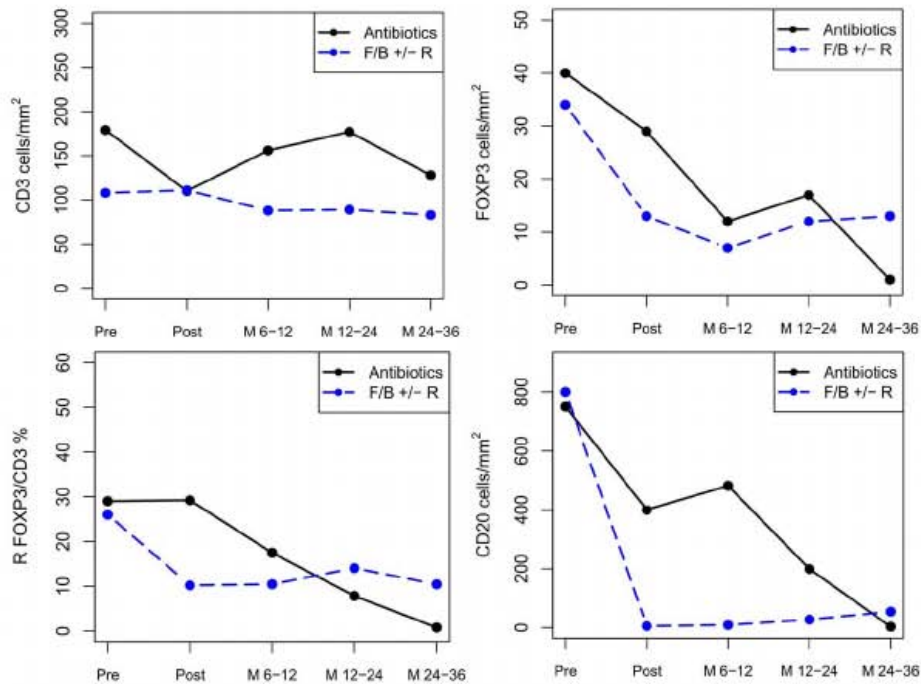 CD3 cells/mm²
300
250
200
150
100
50
0
Antibiotics
F/B +/− R
Pre
Post
M 6−12
M 12−24
M 24−36
FOXP3 cells/mm²
50
40
30
20
10
0
Antibiotics
F/B +/− R
Pre
Post
M 6−12
M 12−24
M 24−36
R FOXP3/CD3 %
60
50
40
30
20
10
0
Antibiotics
F/B +/− R
Pre
Post
M 6−12
M 12−24
M 24−36
CD20 cells/mm²
800
600
400
200
0
Antibiotics
F/B +/− R
Pre
Post
M 6−12
M 12−24
M 24−36